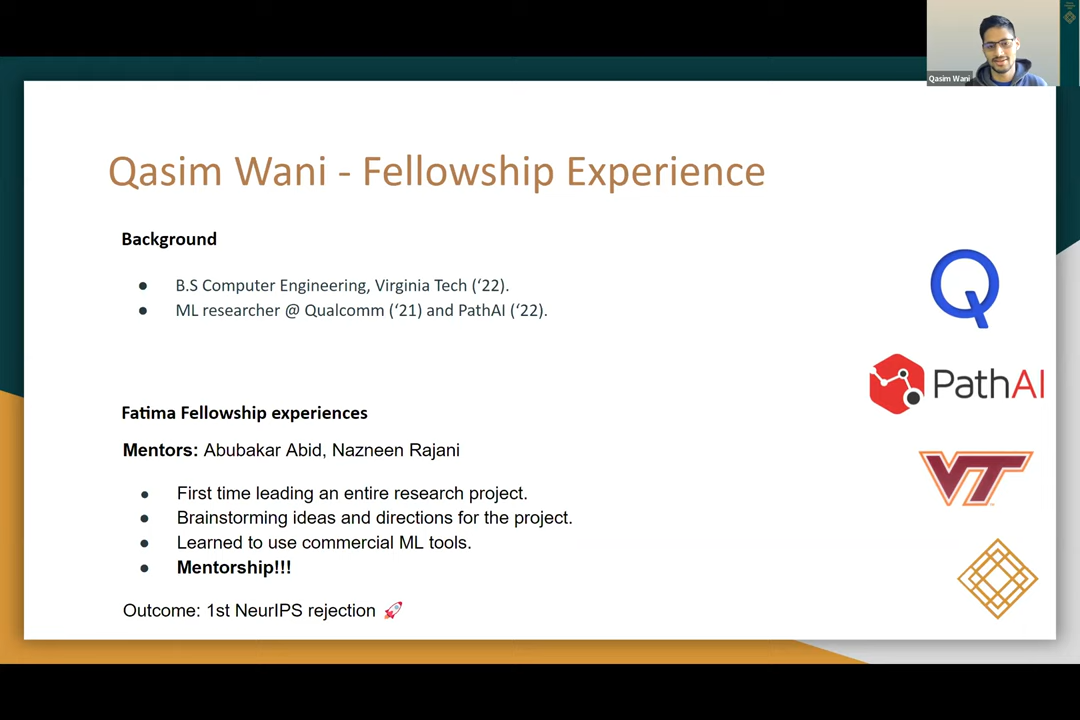 Qasim Wani
Qasim Wani - Fellowship Experience
Background
● B.S Computer Engineering, Virginia Tech (‘22).
● ML researcher @ Qualcomm (‘21) and PathAI (‘22).
PathAI
VT
Fatima Fellowship experiences
Mentors: Abubakar Abid, Nazneen Rajani
● First time leading an entire research project.
● Brainstorming ideas and directions for the project.
● Learned to use commercial ML tools.
● Mentorship!!!
Outcome: 1st NeurIPS rejection 🚀